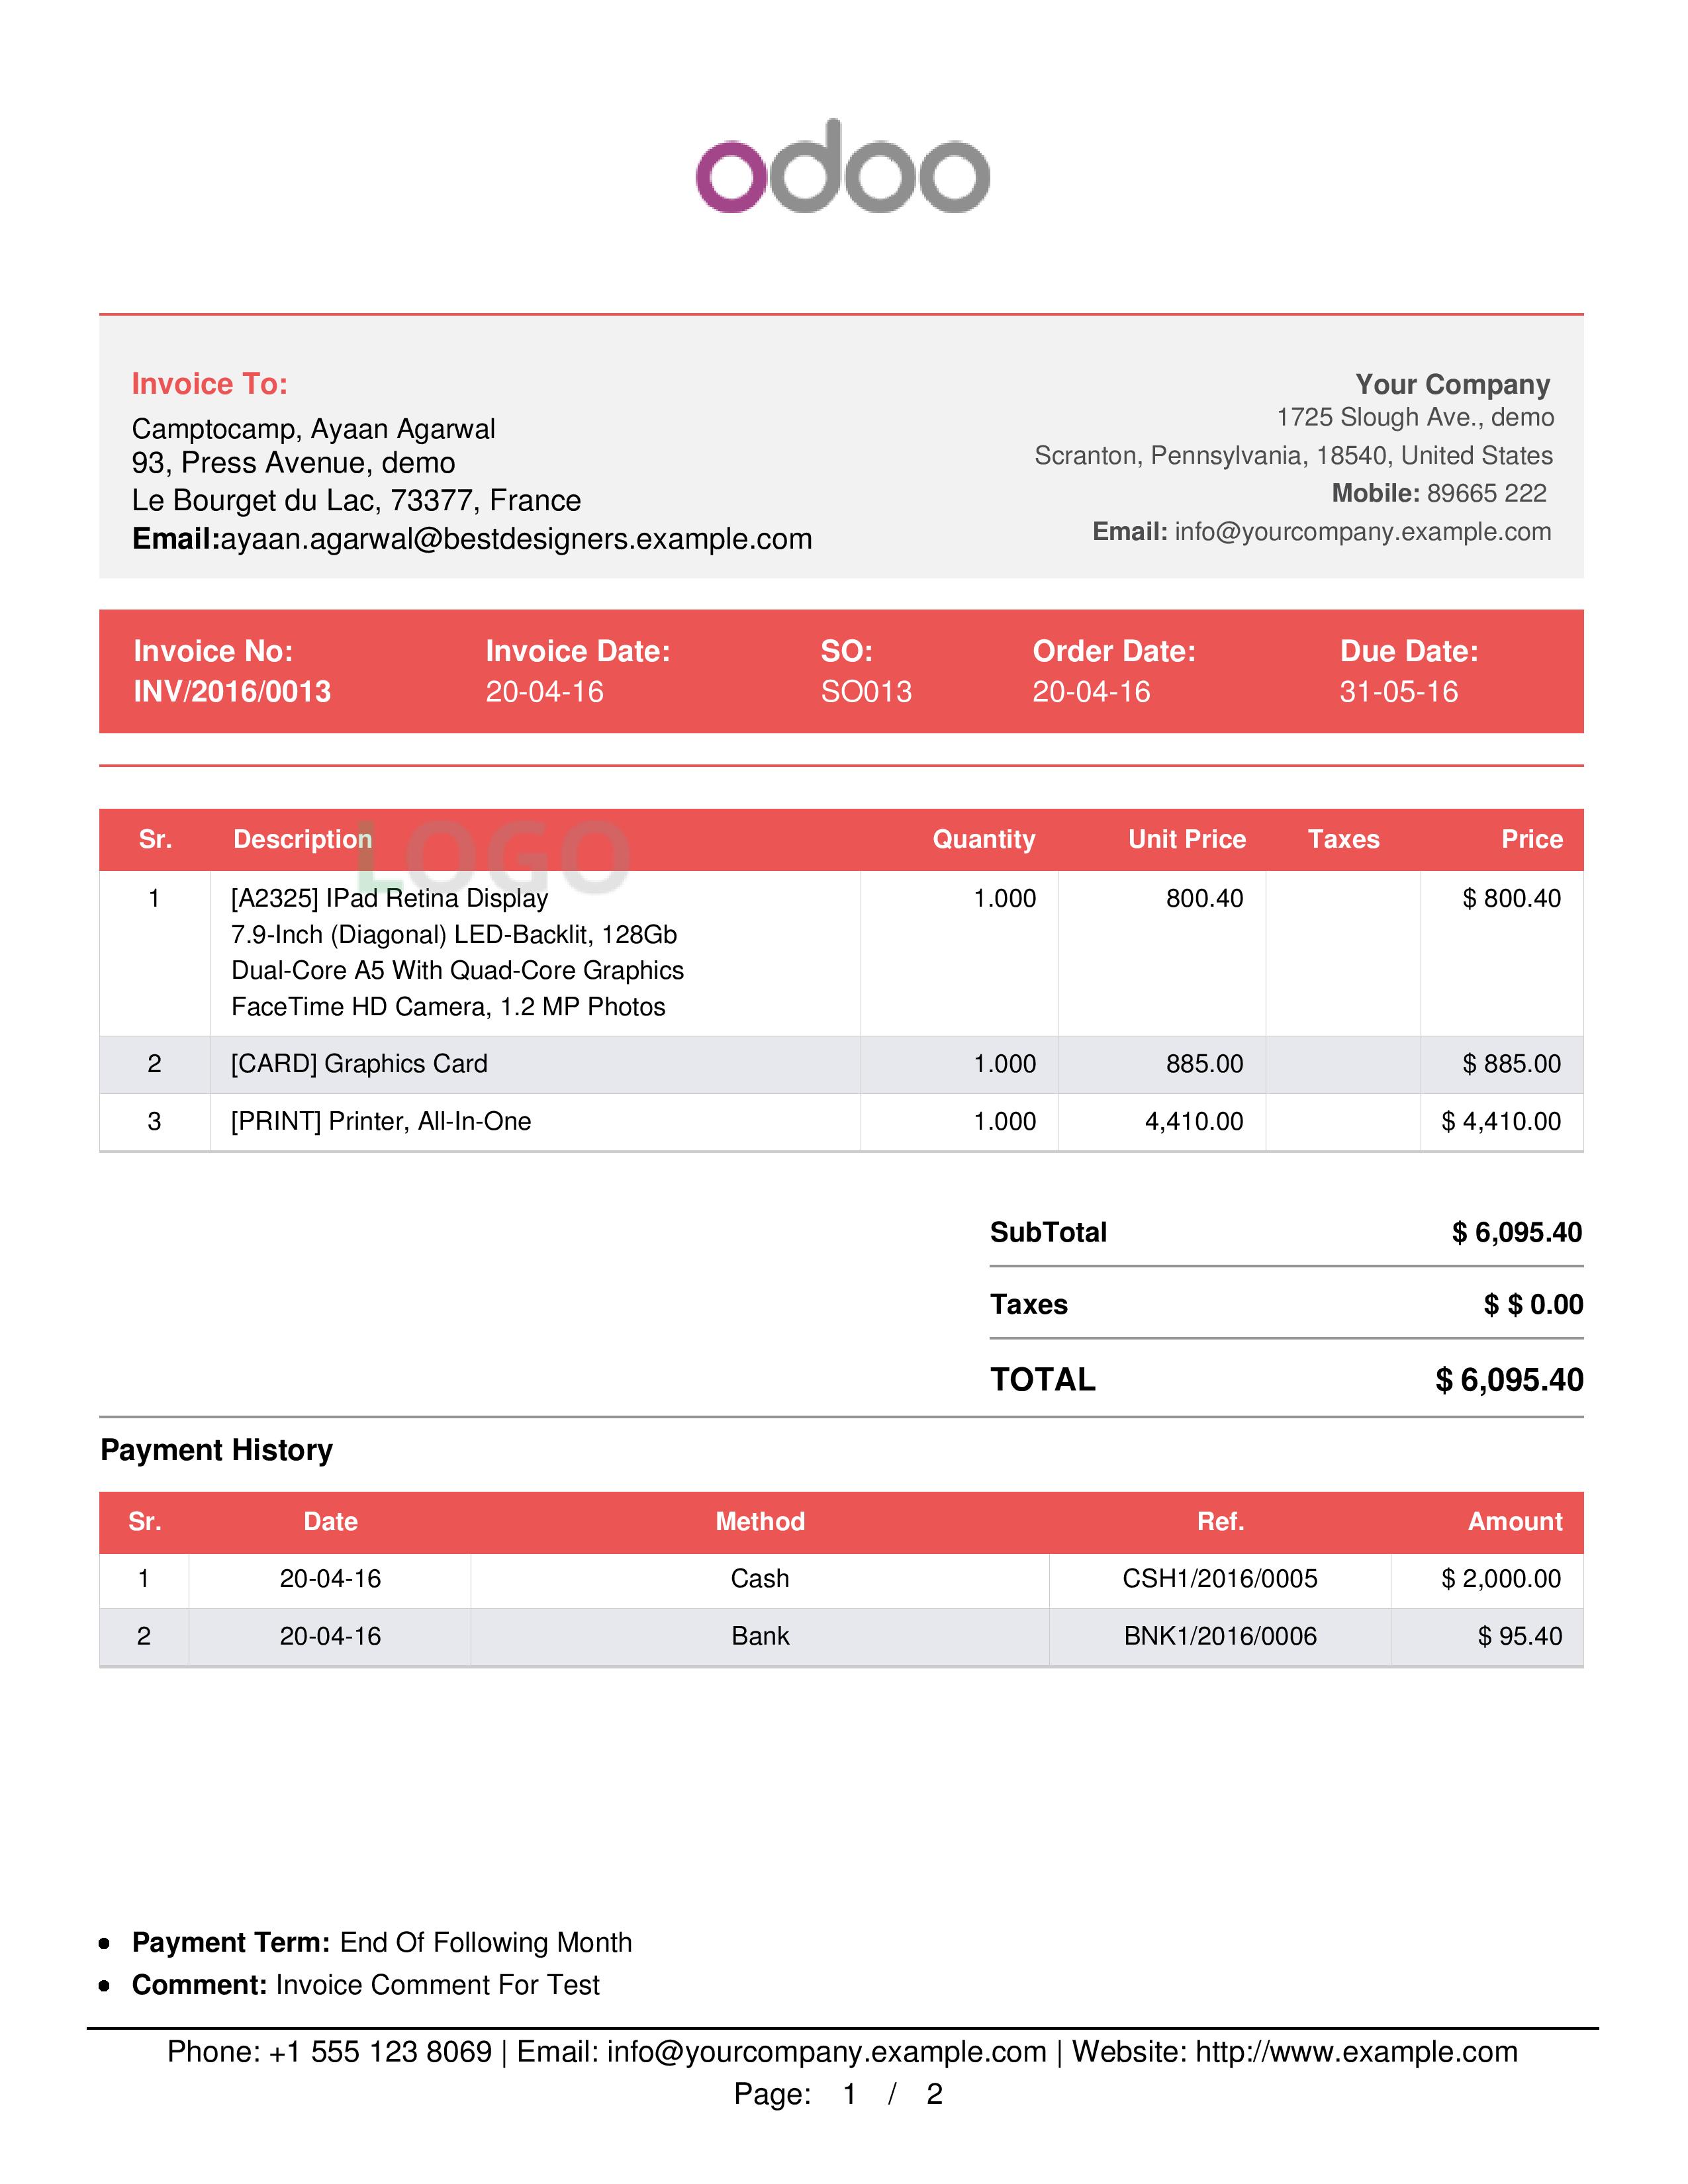 odoo
Invoice To:
Camptocamp, Ayaan Agarwal
93, Press Avenue, demo
Le Bourget du Lac, 73377, France
Email:ayaan.agarwal@bestdesigners.example.com
Your Company
1725 Slough Ave., demo
Scranton, Pennsylvania, 18540, United States
Mobile: 89665 222
Email: info@yourcompany.example.com
Invoice No: Invoice Date: SO: Order Date: Due Date:
INV/2016/0013 20-04-16 SO013 20-04-16 31-05-16
LOGO
Sr. Description Quantity Unit Price Taxes Price
1 [A2325] IPad Retina Display 1.000 800.40 $ 800.40
7.9-Inch (Diagonal) LED-Backlit, 128Gb
Dual-Core A5 With Quad-Core Graphics
FaceTime HD Camera, 1.2 MP Photos
2 [CARD] Graphics Card 1.000 885.00 $ 885.00
3 [PRINT] Printer, All-In-One 1.000 4,410.00 $ 4,410.00
SubTotal $ 6,095.40
Taxes $ $ 0.00
TOTAL $ 6,095.40
Payment History
Sr. Date Method Ref. Amount
1 20-04-16 Cash CSH1/2016/0005 $ 2,000.00
2 20-04-16 Bank BNK1/2016/0006 $ 95.40
• Payment Term: End Of Following Month
• Comment: Invoice Comment For Test
Phone: +1 555 123 8069 | Email: info@yourcompany.example.com | Website: http://www.example.com
Page: 1 / 2